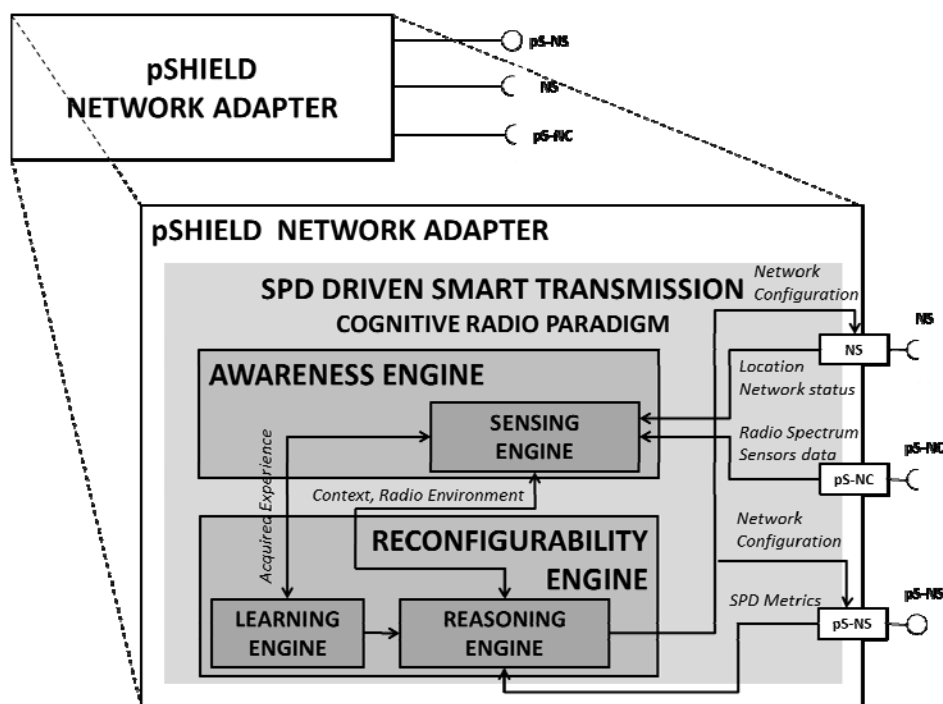 pSHIELD
NETWORK ADAPTER
pS-NS
NS
pS-NC
pSHIELD NETWORK ADAPTER
SPD DRIVEN SMART TRANSMISSION
COGNITIVE RADIO PARADIGM
Network
Configuration
NS
NS
AWARENESS ENGINE
Location
Network status
SENSING
ENGINE
Radio Spectrum
Sensors data
pS-NC
pS-NC
Acquired Experience
Context, Radio Environment
Network
Configuration
RECONFIGURABILITY
ENGINE
SPD Metrics
pS-NS
pS-NS
LEARNING
ENGINE
REASONING
ENGINE